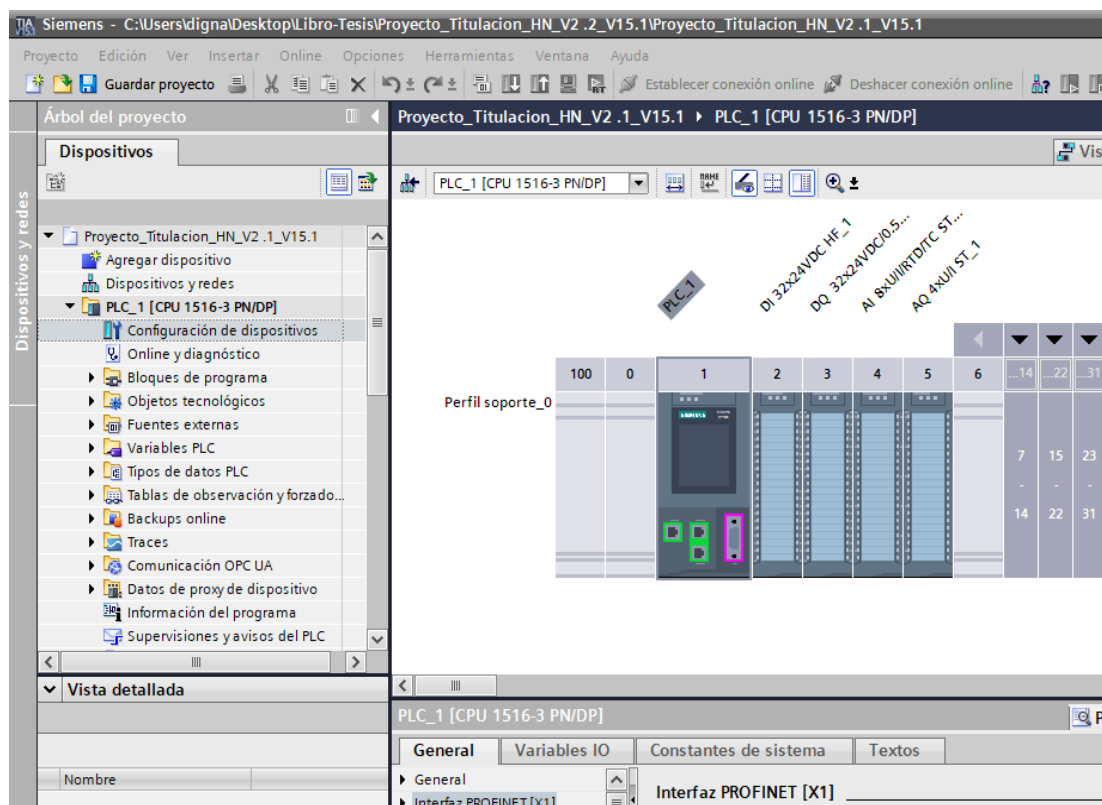 Siemens - C:\Users\digna\Desktop\Libro-Tesis\Proyecto_Titulacion_HN_V2 .2_V15.1\Proyecto_Titulacion_HN_V2 .1_V15.1
Proyecto Edición Ver Insertar Online Opciones Herramientas Ventana Ayuda
Guardar proyecto Establecer conexión online Deshacer conexión online
Árbol del proyecto
Proyecto_Titulacion_HN_V2 .1_V15.1 PLC_1 [CPU 1516-3 PN/DP]
Dispositivos
Vis
PLC_1 [CPU 1516-3 PN/DP]
Dispositivos y redes
Proyecto_Titulacion_HN_V2 .1_V15.1
Agregar dispositivo
Dispositivos y redes
PLC_1 [CPU 1516-3 PN/DP]
Configuración de dispositivos
Online y diagnóstico
Bloques de programa
Objetos tecnológicos
Fuentes externas
Variables PLC
Tipos de datos PLC
Tablas de observación y forzado...
Backups online
Traces
Comunicación OPC UA
Datos de proxy de dispositivo
Información del programa
Supervisiones y avisos del PLC
PLC_1
DI 32x24VDC HF_1
DQ 32x24VDC/0.5...
AI 8xU/I/RTD/TC ST...
AQ 4xU/I ST_1
100 0 1 2 3 4 5 6 ...14 ...22 ...31
Perfil soporte_0
SIEMENS
7 15 23
- - -
14 22 31
Vista detallada
Nombre
PLC_1 [CPU 1516-3 PN/DP]
P
General Variables IO Constantes de sistema Textos
General
Interfaz PROFINET [X1]
Interfaz PROFINET [X1]